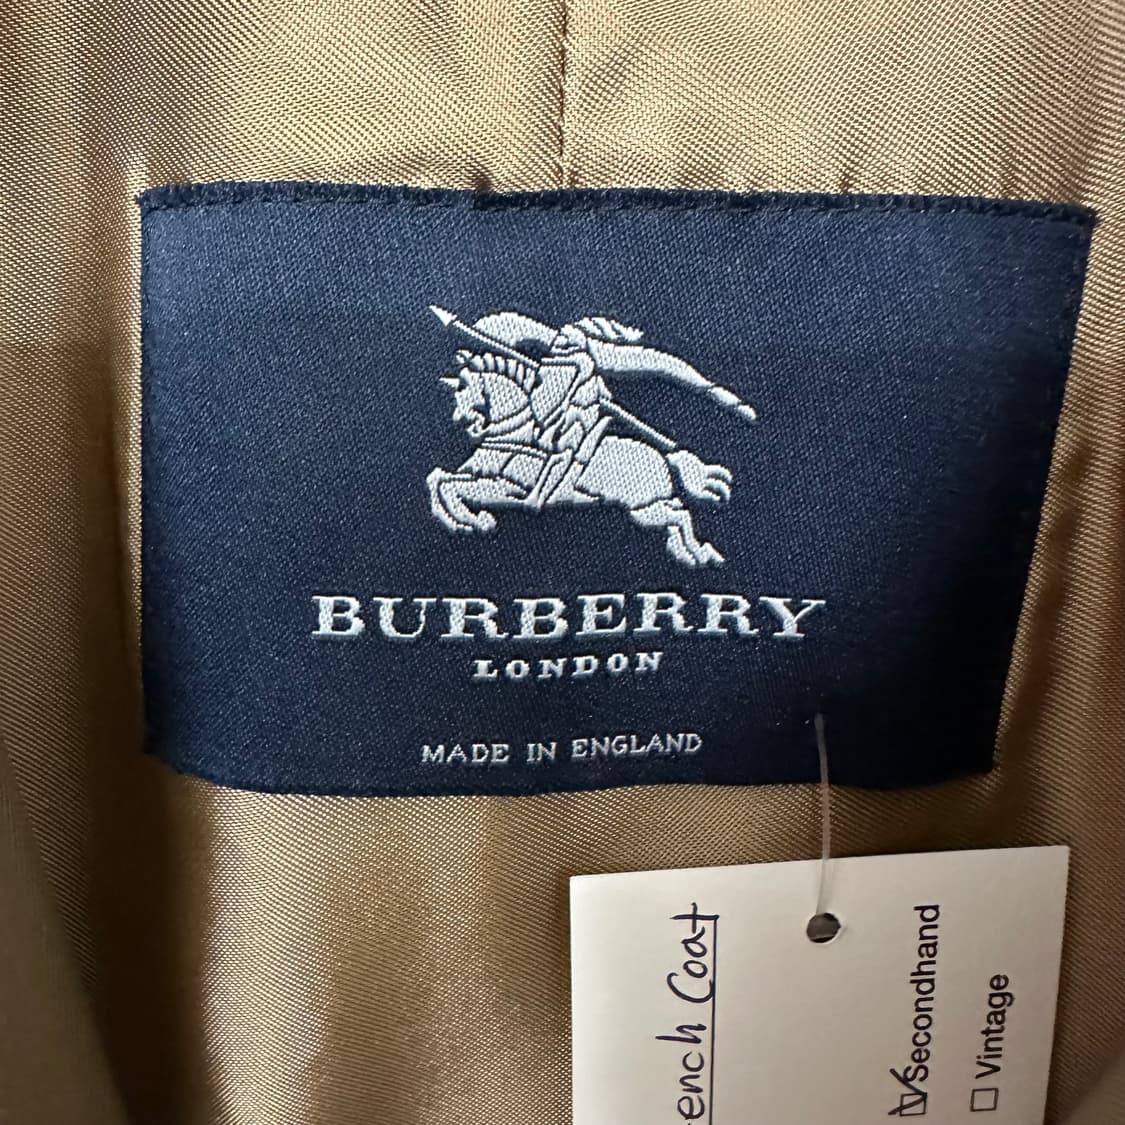 BURBERRY
LONDON
MADE IN ENGLAND
ench Coat
Secondhand
Vintage